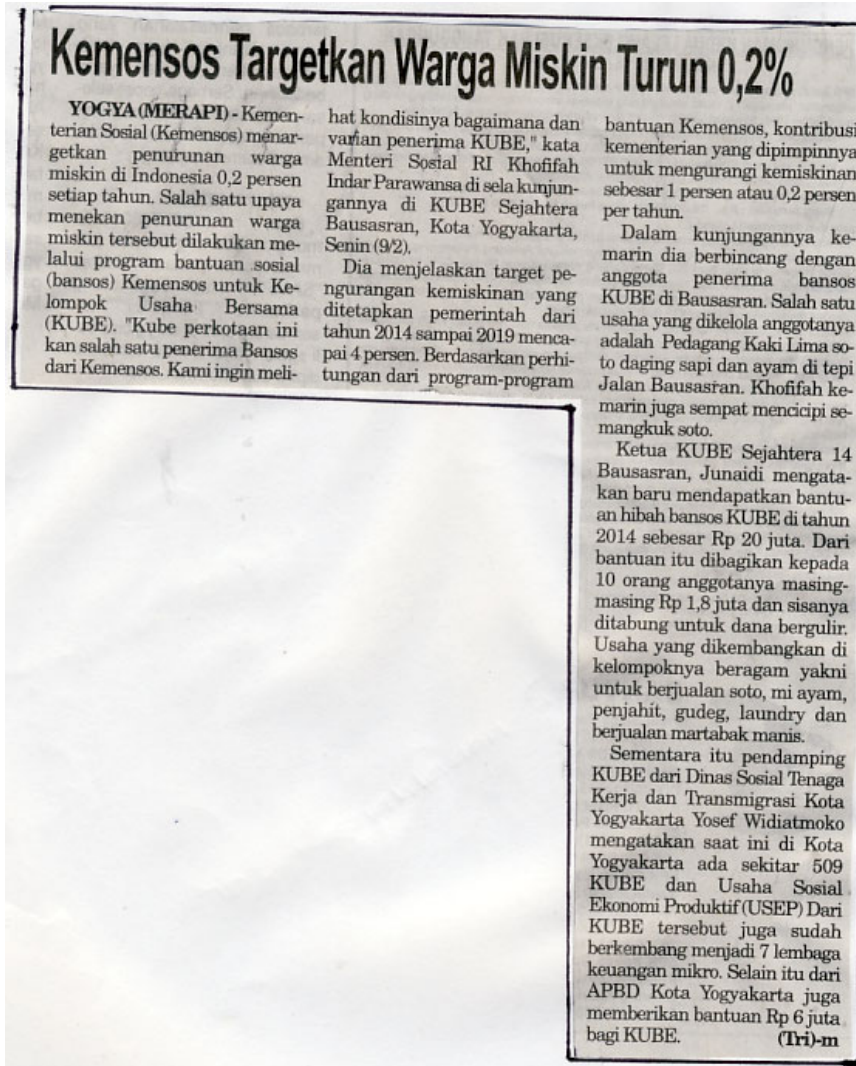 Kemensos Targetkan Warga Miskin Turun 0,2%
YOGYA (MERAPI) - Kemen-
terian Sosial (Kemensos) menar-
getkan penurunan warga
miskin di Indonesia 0,2 persen
setiap tahun. Salah satu upaya
menekan penurunan warga
miskin tersebut dilakukan me-
lalui program bantuan sosial
(bansos) Kemensos untuk Ke-
lompok Usaha Bersama
(KUBE). "Kube perkotaan ini
kan salah satu penerima Bansos
dari Kemensos. Kami ingin meli-
hat kondisinya bagaimana dan
varian penerima KUBE," kata
Menteri Sosial RI Khofifah
Indar Parawansa di sela kunjun-
gannya di KUBE Sejahtera
Bausasran, Kota Yogyakarta,
Senin (9/2).
Dia menjelaskan target pe-
ngurangan kemiskinan yang
ditetapkan pemerintah dari
tahun 2014 sampai 2019 menca-
pai 4 persen. Berdasarkan perhi-
tungan dari program-program
bantuan Kemensos, kontribusi
kementerian yang dipimpinnya
untuk mengurangi kemiskinan
sebesar 1 persen atau 0,2 persen
per tahun.
Dalam kunjungannya ke-
marin dia berbincang dengan
anggota penerima bansos
KUBE di Bausasran. Salah satu
usaha yang dikelola anggotanya
adalah Pedagang Kaki Lima so-
to daging sapi dan ayam di tepi
Jalan Bausasran. Khofifah ke-
marin juga sempat mencicipi se-
mangkuk soto.
Ketua KUBE Sejahtera 14
Bausasran, Junaidi mengata-
kan baru mendapatkan bantu-
an hibah bansos KUBE di tahun
2014 sebesar Rp 20 juta. Dari
bantuan itu dibagikan kepada
10 orang anggotanya masing-
masing Rp 1,8 juta dan sisanya
ditabung untuk dana bergulir.
Usaha yang dikembangkan di
kelompoknya beragam yakni
untuk berjualan soto, mi ayam,
penjahit, gudeg, laundry dan
berjualan martabak manis.
Sementara itu pendamping
KUBE dari Dinas Sosial Tenaga
Kerja dan Transmigrasi Kota
Yogyakarta Yosef Widiatmoko
mengatakan saat ini di Kota
Yogyakarta ada sekitar 509
KUBE dan Usaha Sosial
Ekonomi Produktif (USEP) Dari
KUBE tersebut juga sudah
berkembang menjadi 7 lembaga
keuangan mikro. Selain itu dari
APBD Kota Yogyakarta juga
memberikan bantuan Rp 6 juta
bagi KUBE. (Tri)-m